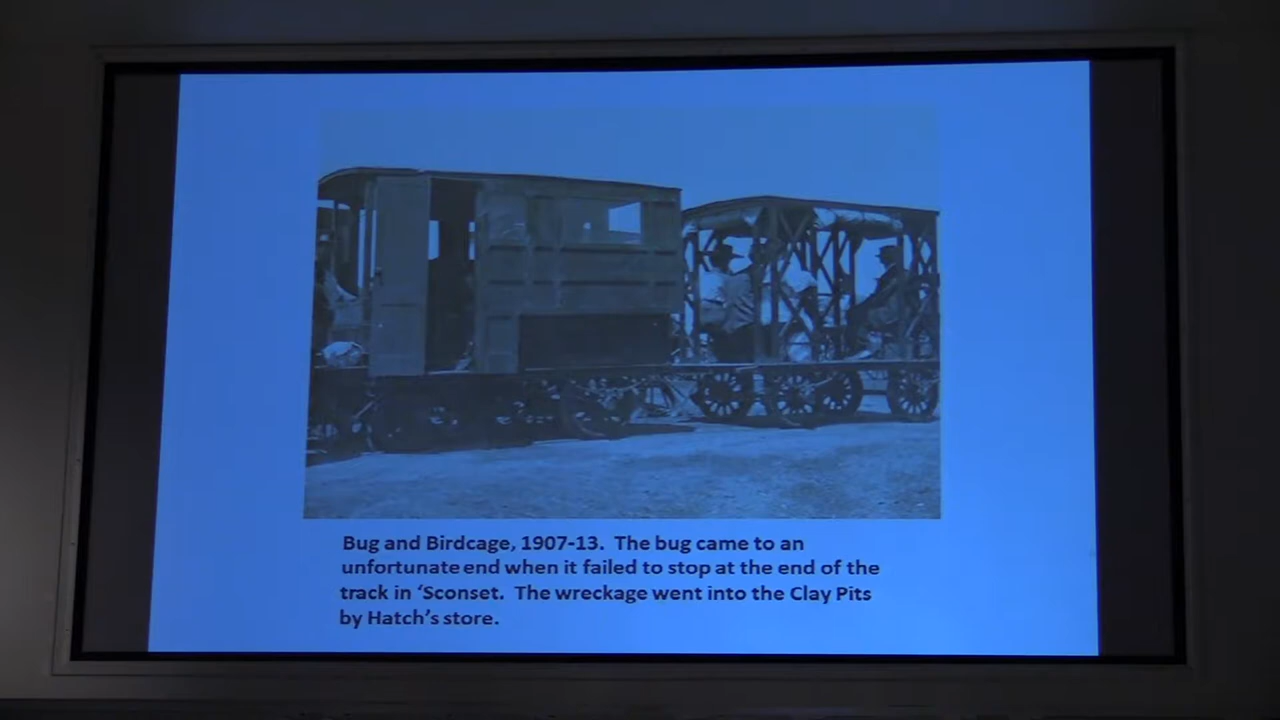 Bug and Birdcage, 1907-13.  The bug came to an
unfortunate end when it failed to stop at the end of the
track in ‘Sconset.  The wreckage went into the Clay Pits
by Hatch’s store.